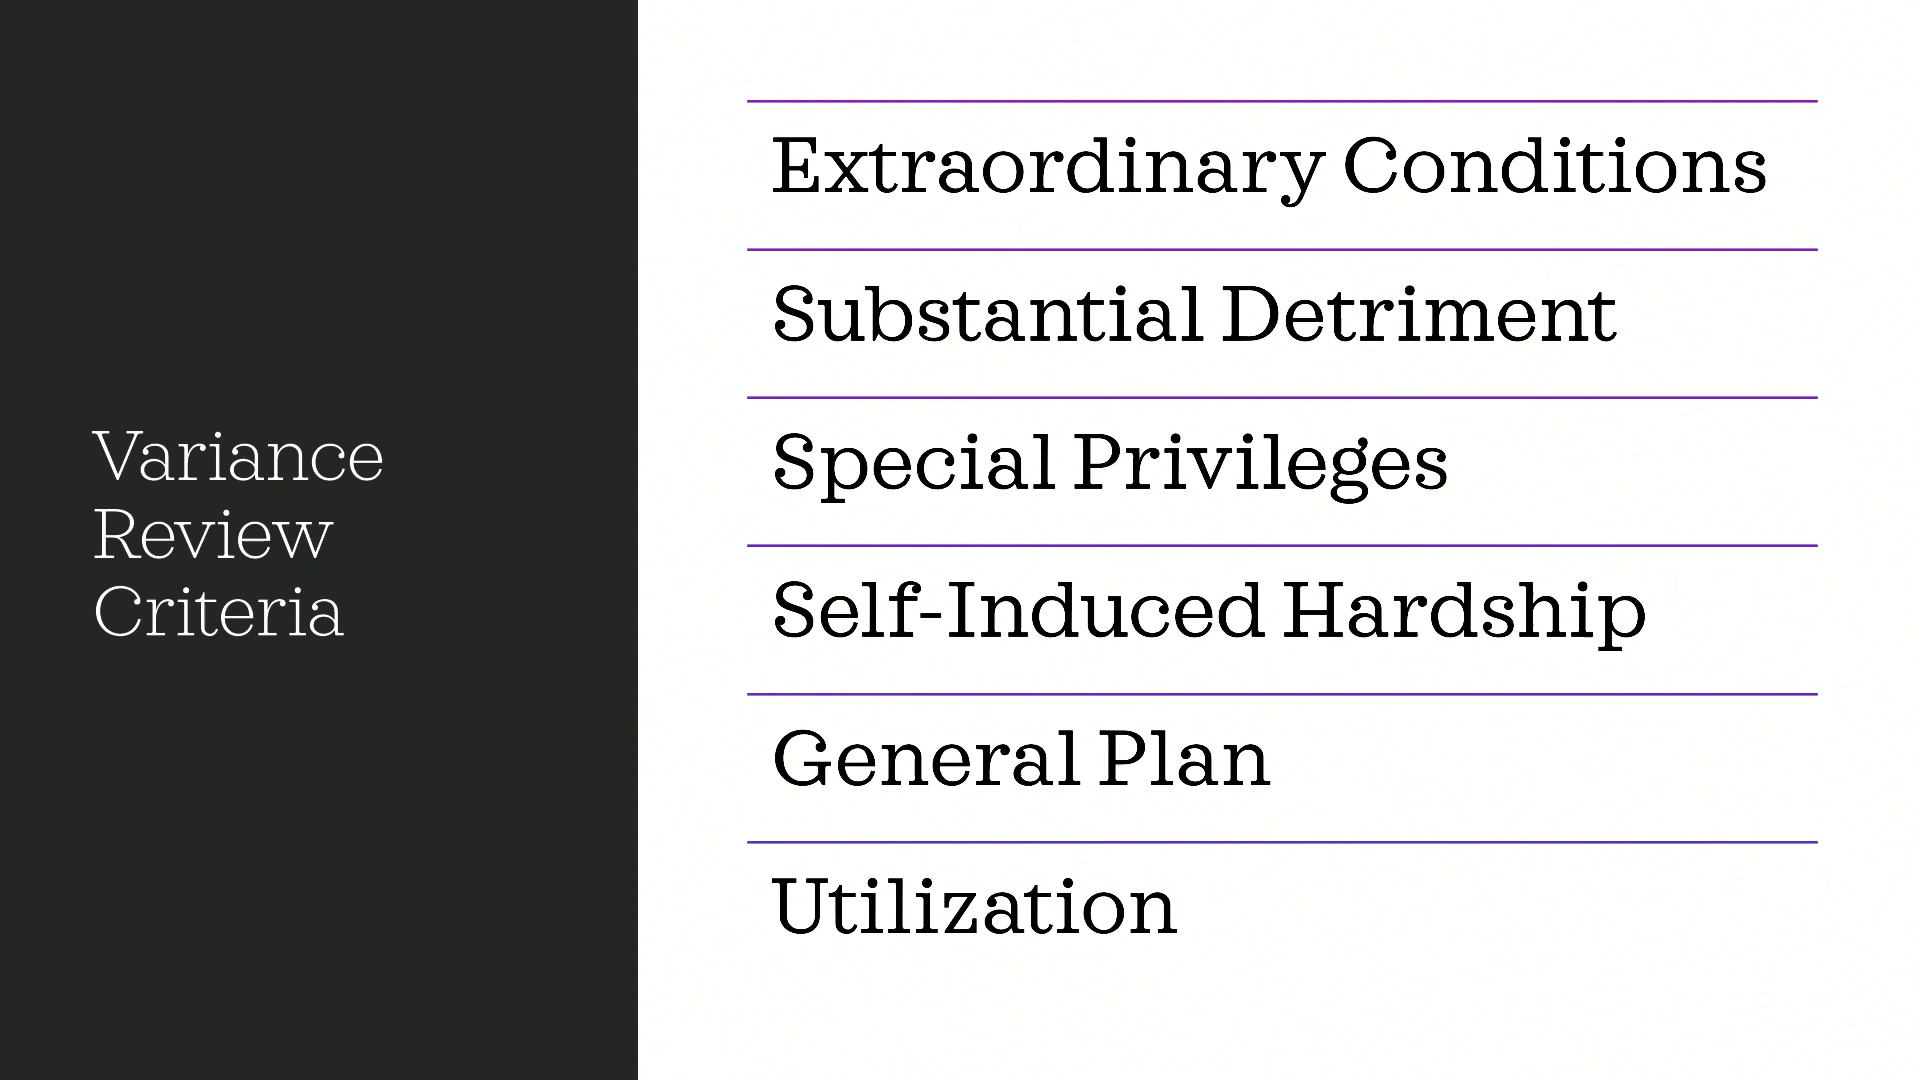 Variance
Review
Criteria
Extraordinary Conditions
Substantial Detriment
Special Privileges
Self-Induced Hardship
General Plan
Utilization